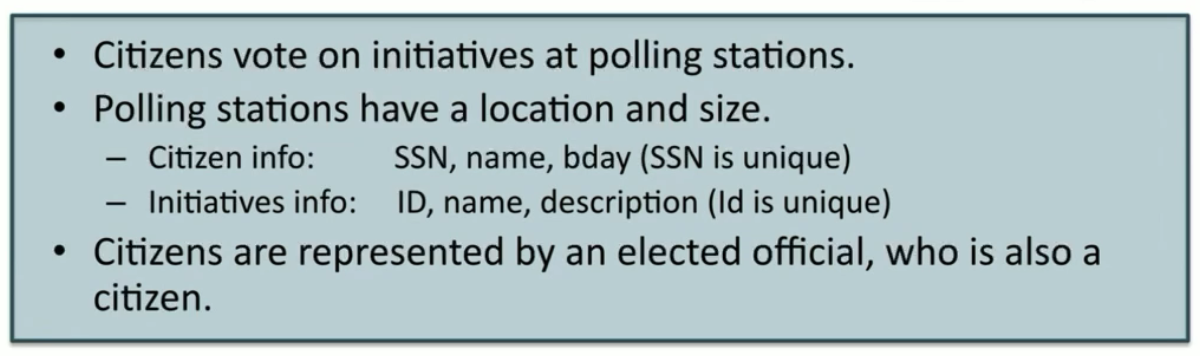 • Citizens vote on initiatives at polling stations.
• Polling stations have a location and size.
– Citizen info: SSN, name, bday (SSN is unique)
– Initiatives info: ID, name, description (Id is unique)
• Citizens are represented by an elected official, who is also a
citizen.